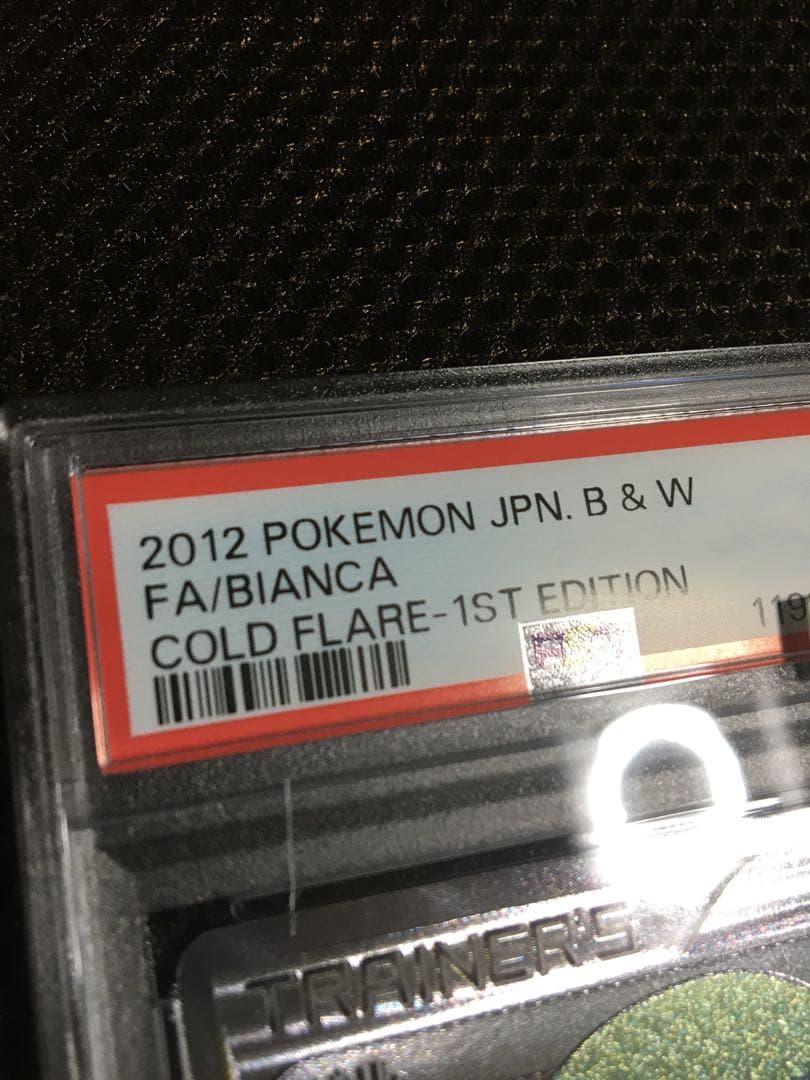 2012 POKEMON JPN. B & W
FA/BIANCA
COLD FLARE-1ST EDITION
TRAINER'S